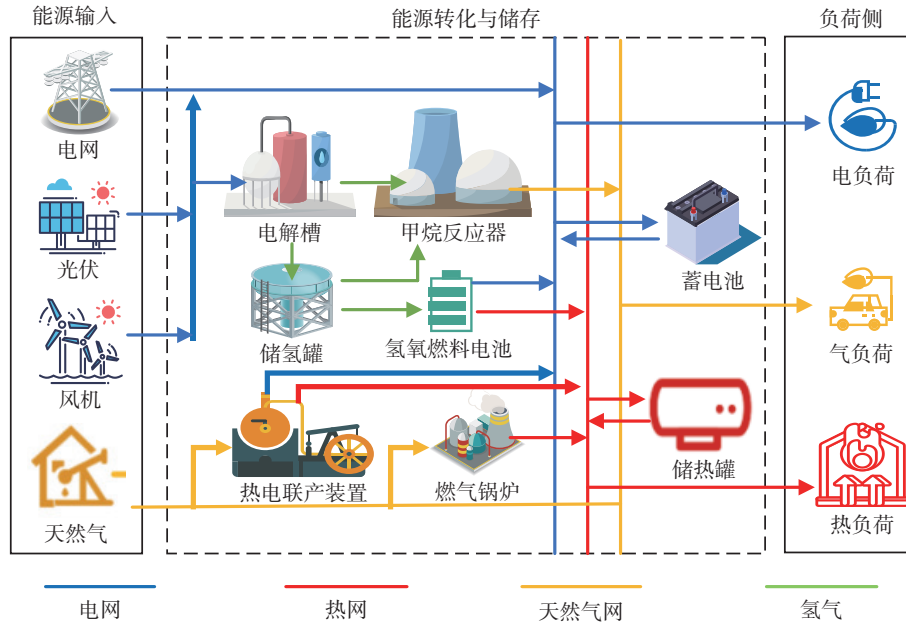 能源输入
能源转化与储存
负荷侧
电网
光伏
风机
天然气
电解槽
甲烷反应器
储氢罐
氢氧燃料电池
热电联产装置
燃气锅炉
蓄电池
储热罐
电负荷
气负荷
热负荷
电网
热网
天然气网
氢气